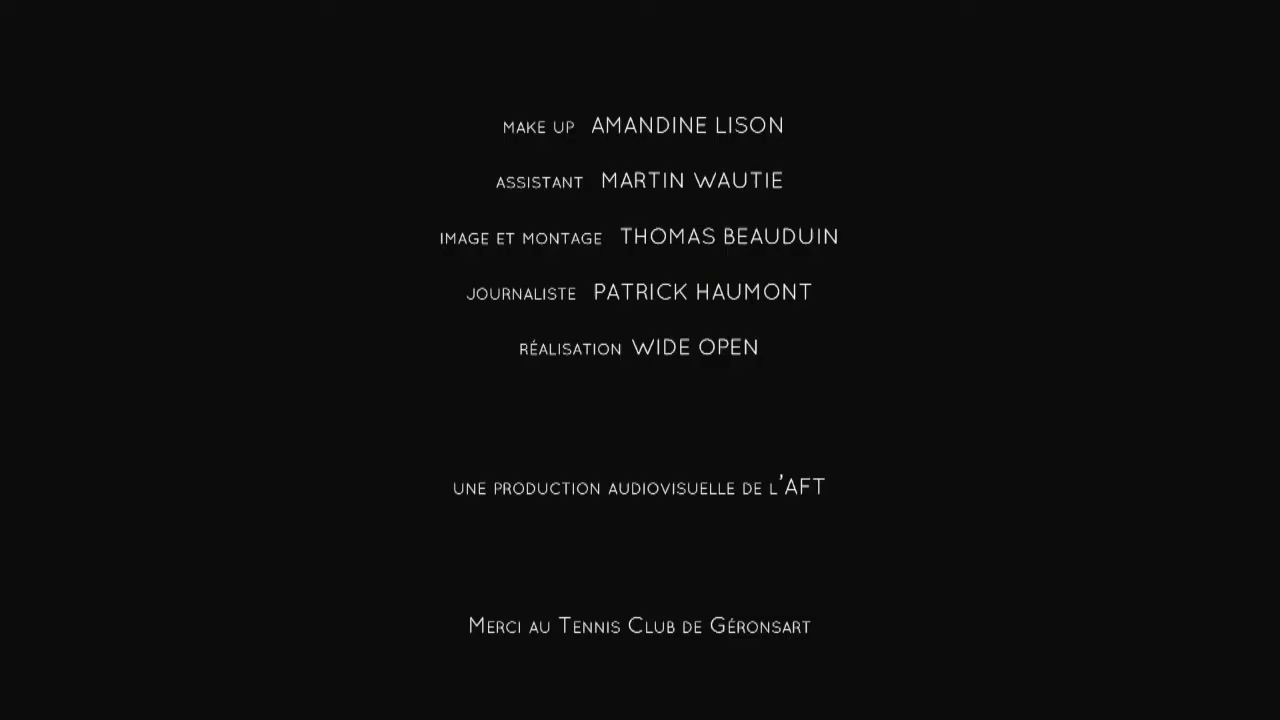 MAKE UP AMANDINE LISON
ASSISTANT MARTIN WAUTIE
IMAGE ET MONTAGE THOMAS BEAUDUIN
JOURNALISTE PATRICK HAUMONT
RÉALISATION WIDE OPEN
UNE PRODUCTION AUDIOVISUELLE DE L'AFT
MERCI AU TENNIS CLUB DE GÉRONSART